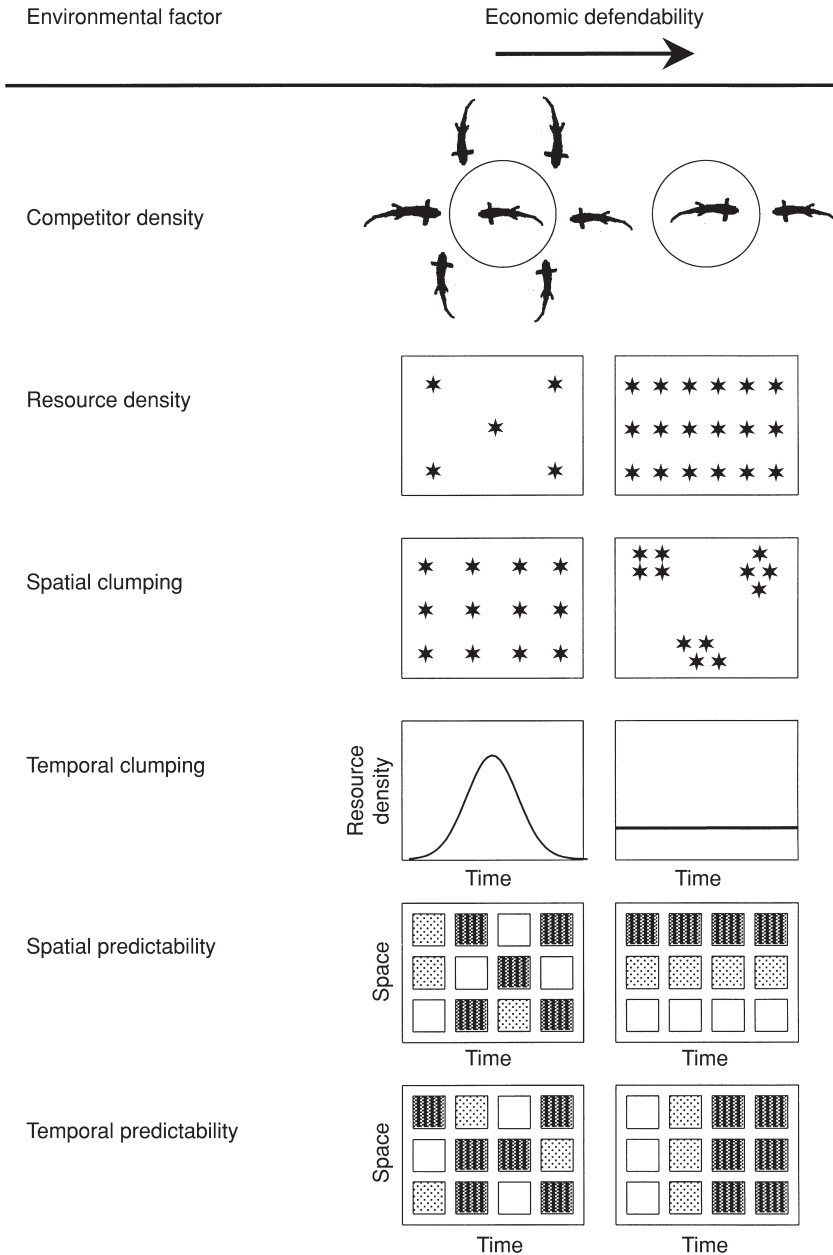 Environmental factor
Economic defendability
Competitor density
Resource density
Spatial clumping
Temporal clumping
Resource
density
Time
Time
Spatial predictability
Space
Time
Time
Temporal predictability
Space
Time
Time